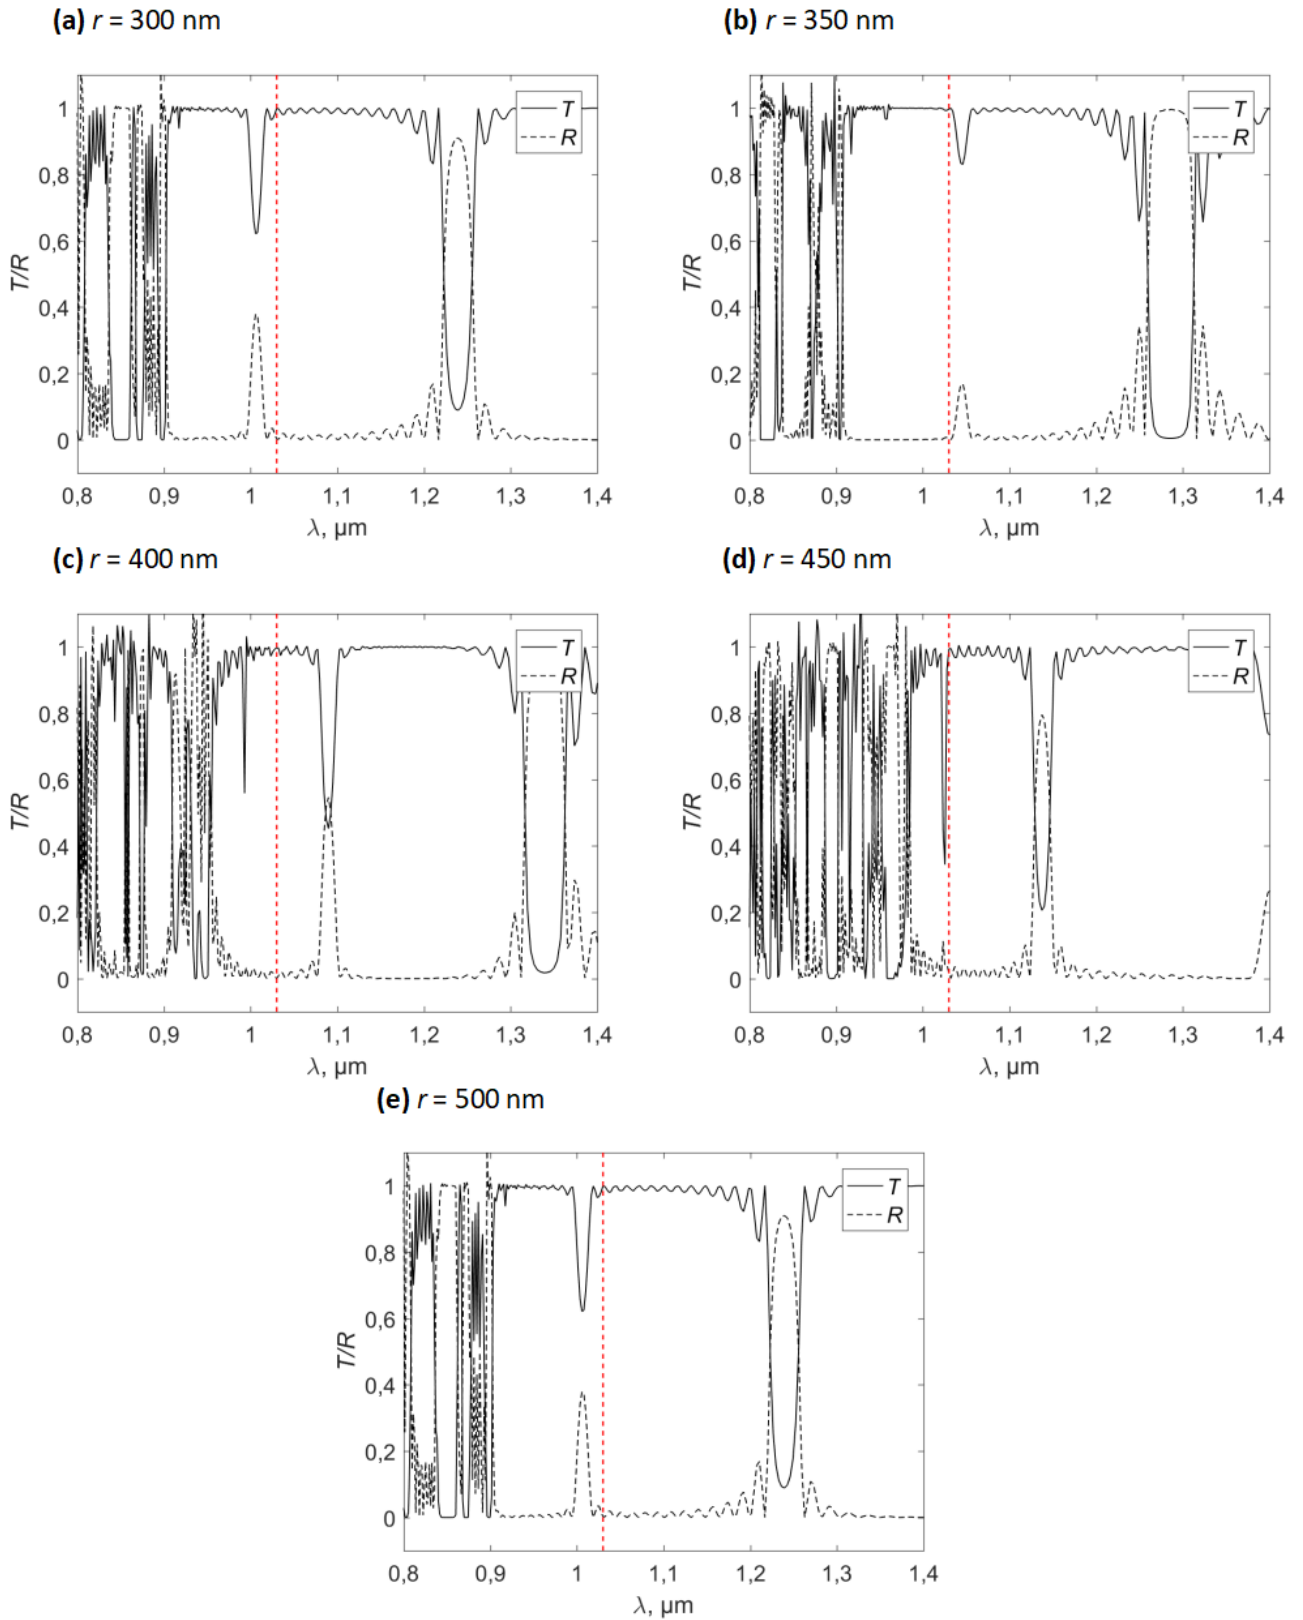 (a) r = 300 nm
(b) r = 350 nm
1
0,8
0,6
0,4
0,2
0
T/R
T
R
0,8 0,9 1 1,1 1,2 1,3 1,4
λ, µm
1
0,8
0,6
0,4
0,2
0
T/R
T
R
0,8 0,9 1 1,1 1,2 1,3 1,4
λ, µm
(c) r = 400 nm
(d) r = 450 nm
1
0,8
0,6
0,4
0,2
0
T/R
T
R
0,8 0,9 1 1,1 1,2 1,3 1,4
λ, µm
1
0,8
0,6
0,4
0,2
0
T/R
T
R
0,8 0,9 1 1,1 1,2 1,3 1,4
λ, µm
(e) r = 500 nm
1
0,8
0,6
0,4
0,2
0
T/R
T
R
0,8 0,9 1 1,1 1,2 1,3 1,4
λ, µm